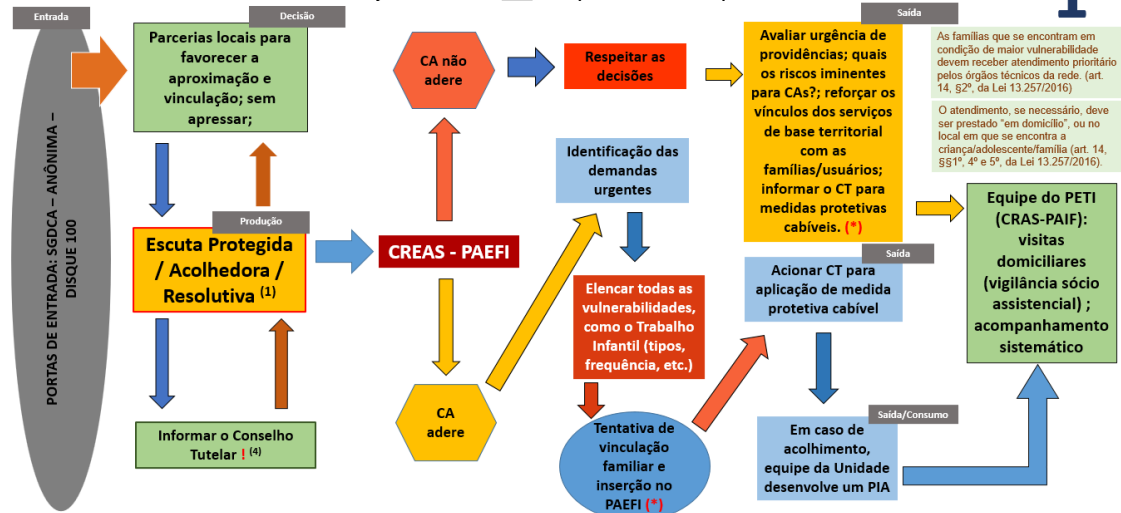 Entrada
PORTAS DE ENTRADA: SGDCA – ANÔNIMA –
DISQUE 100
Decisão
Parcerias locais para
favorecer a
aproximação e
vinculação; sem
apressar;
Produção
Escuta Protegida
/ Acolhedora /
Resolutiva (1)
Informar o Conselho
Tutelar ! (4)
CREAS - PAEFI
CA não
adere
CA
adere
Respeitar as
decisões
Identificação das
demandas
urgentes
Elencar todas as
vulnerabilidades,
como o Trabalho
Infantil (tipos,
frequência, etc.)
Tentativa de
vinculação
familiar e
inserção no
PAEFI (*)
Saída
Avaliar urgência de
providências; quais
os riscos iminentes
para CAs?; reforçar os
vínculos dos serviços
de base territorial
com as
famílias/usuários;
informar o CT para
medidas protetivas
cabíveis. (*)
Saída
Acionar CT para
aplicação de medida
protetiva cabível
Saída/Consumo
Em caso de
acolhimento,
equipe da Unidade
desenvolve um PIA
As famílias que se encontram em
condição de maior vulnerabilidade
devem receber atendimento prioritário
pelos órgãos técnicos da rede. (art.
14, §2º, da Lei 13.257/2016)
O atendimento, se necessário, deve
ser prestado “em domicílio”, ou no
local em que se encontra a
criança/adolescente/família (art. 14,
§§1º, 4º e 5º, da Lei 13.257/2016).
Equipe do PETI
(CRAS-PAIF):
visitas
domiciliares
(vigilância sócio
assistencial) ;
acompanhamento
sistemático